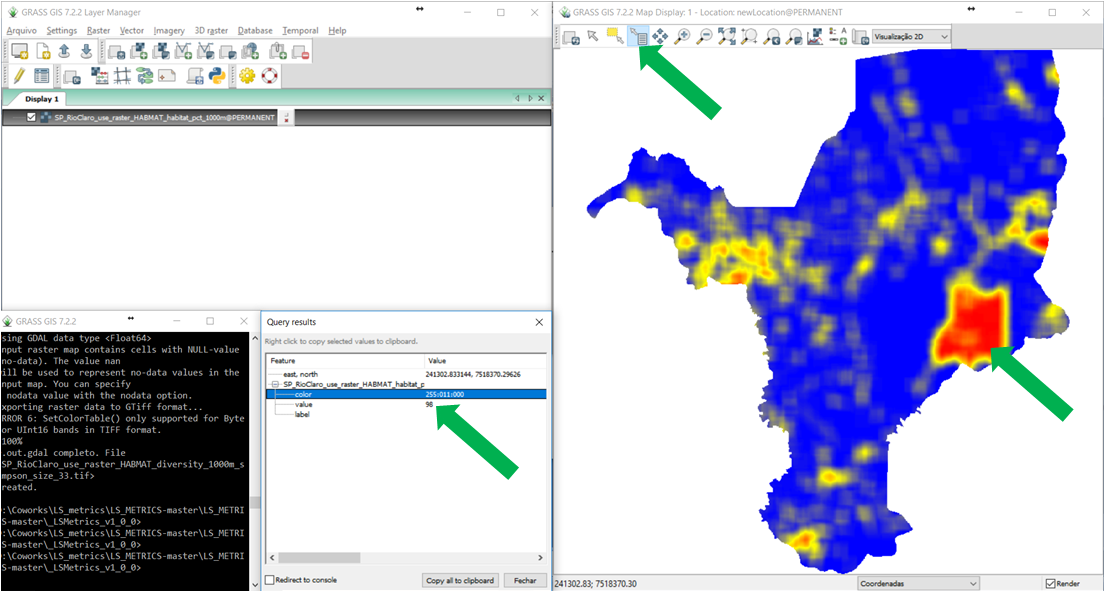 GRASS GIS 7.2.2 Layer Manager
Arquivo Settings Raster Vector Imagery 3D raster Database Temporal Help
Display 1
SP_RioClaro_use_raster_HABMAT_habitat_pct_1000m@PERMANENT
GRASS GIS 7.2.2
sing GDAL data type <Float64>
nput raster map contains cells with NULL-value
no-data). The value nan
ill be used to represent no-data values in the
nput map. You can specify
nodata value with the nodata option.
xporting raster data to GTiff format...
RROR 6: SetColorTable() only supported for Byte
or UInt16 bands in TIFF format.
100%
.out.gdal completo. File
SP_RioClaro_use_raster_HABMAT_diversity_1000m_s
mpson_size_33.tif>
reated.
:\Coworks\LS_metrics\LS_METRICS-master\LS_METRI
S-master\_LSMetrics_v1_0_0>
:\Coworks\LS_metrics\LS_METRICS-master\LS_METRI
S-master\_LSMetrics_v1_0_0>
:\Coworks\LS_metrics\LS_METRICS-master\LS_METRI
S-master\_LSMetrics_v1_0_0>
Query results
Right click to copy selected values to clipboard.
Feature Value
east, north 241302.833144, 7518370.29626
SP_RioClaro_use_raster_HABMAT_habitat_p
color 255:011:000
value 98
label
Redirect to console Copy all to clipboard Fechar
GRASS GIS 7.2.2 Map Display: 1 - Location: newLocation@PERMANENT
Visualização 2D
241302.83; 7518370.30 Coordenadas Render